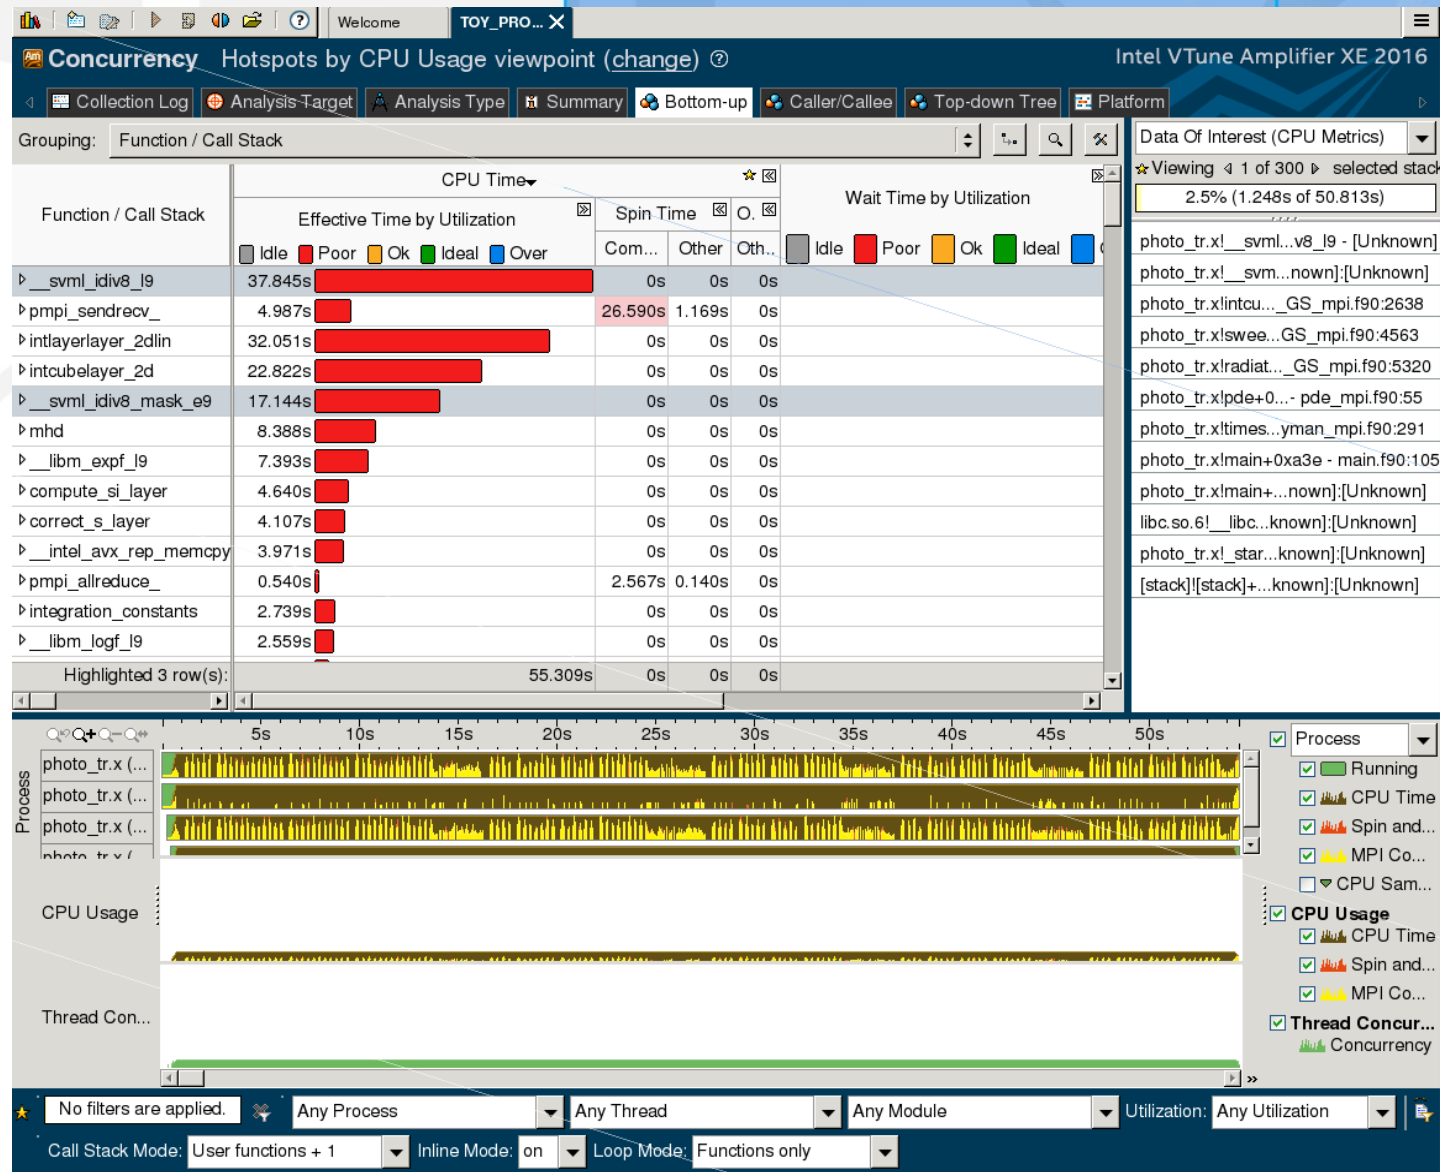 Welcome
TOY_PRO...
Concurrency Hotspots by CPU Usage viewpoint (change)
Intel VTune Amplifier XE 2016
Collection Log Analysis Target Analysis Type Summary Bottom-up Caller/Callee Top-down Tree Platform
Grouping: Function / Call Stack
Data Of Interest (CPU Metrics)
Viewing 1 of 300 selected stack
2.5% (1.248s of 50.813s)
Function / Call Stack
CPU Time
Effective Time by Utilization
Spin Time
O.
Wait Time by Utilization
Idle Poor Ok Ideal Over
Com... Other Oth..
Idle Poor Ok Ideal
__svml_idiv8_l9 37.845s 0s 0s 0s
pmpi_sendrecv_ 4.987s 26.590s 1.169s 0s
intlayerlayer_2dlin 32.051s 0s 0s 0s
intcubelayer_2d 22.822s 0s 0s 0s
__svml_idiv8_mask_e9 17.144s 0s 0s 0s
mhd 8.388s 0s 0s 0s
__libm_expf_l9 7.393s 0s 0s 0s
compute_si_layer 4.640s 0s 0s 0s
correct_s_layer 4.107s 0s 0s 0s
__intel_avx_rep_memcpy 3.971s 0s 0s 0s
pmpi_allreduce_ 0.540s 2.567s 0.140s 0s
integration_constants 2.739s 0s 0s 0s
__libm_logf_l9 2.559s 0s 0s 0s
Highlighted 3 row(s): 55.309s 0s 0s 0s
photo_tr.x!__svml...v8_l9 - [Unknown]
photo_tr.x!__svm...nown]:[Unknown]
photo_tr.x!intcu..._GS_mpi.f90:2638
photo_tr.x!swee...GS_mpi.f90:4563
photo_tr.x!radiat..._GS_mpi.f90:5320
photo_tr.x!pde+0...- pde_mpi.f90:55
photo_tr.x!times...yman_mpi.f90:291
photo_tr.x!main+0xa3e - main.f90:105
photo_tr.x!main+...nown]:[Unknown]
libc.so.6!__libc...known]:[Unknown]
photo_tr.x!_star...known]:[Unknown]
[stack]![stack]+...known]:[Unknown]
5s 10s 15s 20s 25s 30s 35s 40s 45s 50s
Process
photo_tr.x (...
photo_tr.x (...
photo_tr.x (...
photo_tr.x (
CPU Usage
Thread Con...
Process
Running
CPU Time
Spin and...
MPI Co...
CPU Sam...
CPU Usage
CPU Time
Spin and...
MPI Co...
Thread Concur...
Concurrency
No filters are applied. Any Process Any Thread Any Module Utilization: Any Utilization
Call Stack Mode: User functions + 1 Inline Mode: on Loop Mode: Functions only